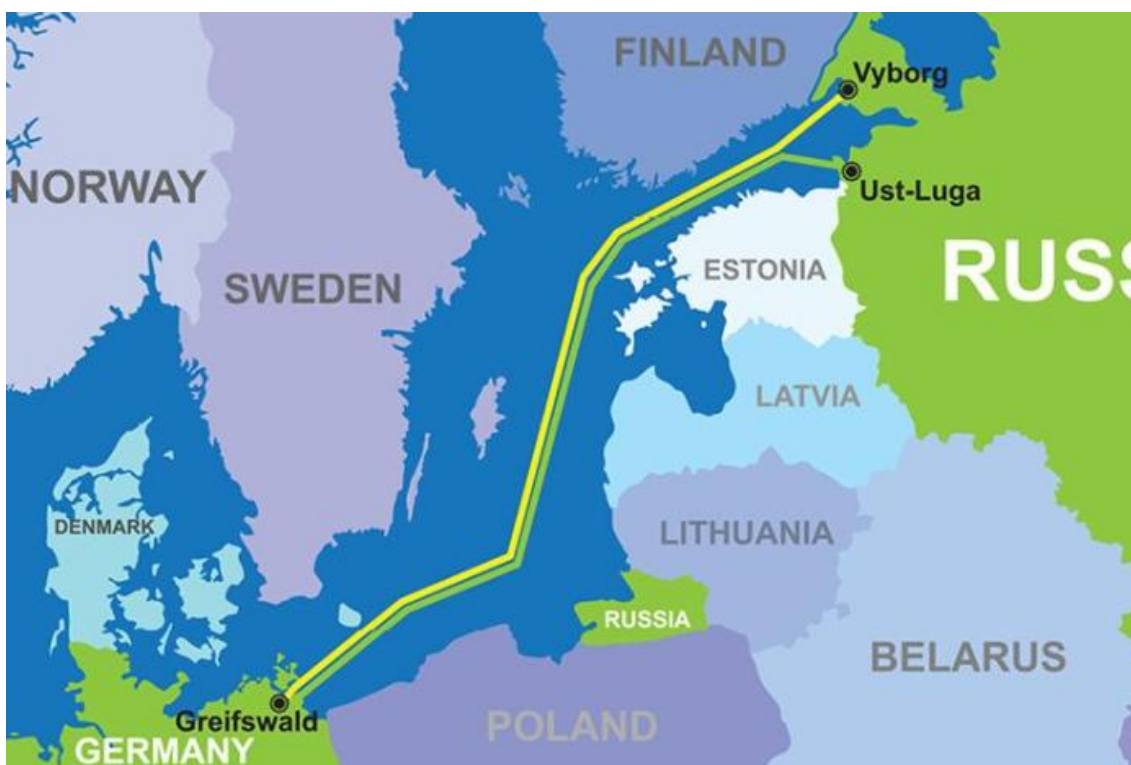 FINLAND
Vyborg
NORWAY
Ust-Luga
SWEDEN
ESTONIA
RUSS
LATVIA
DENMARK
LITHUANIA
RUSSIA
BELARUS
Greifswald
POLAND
GERMANY